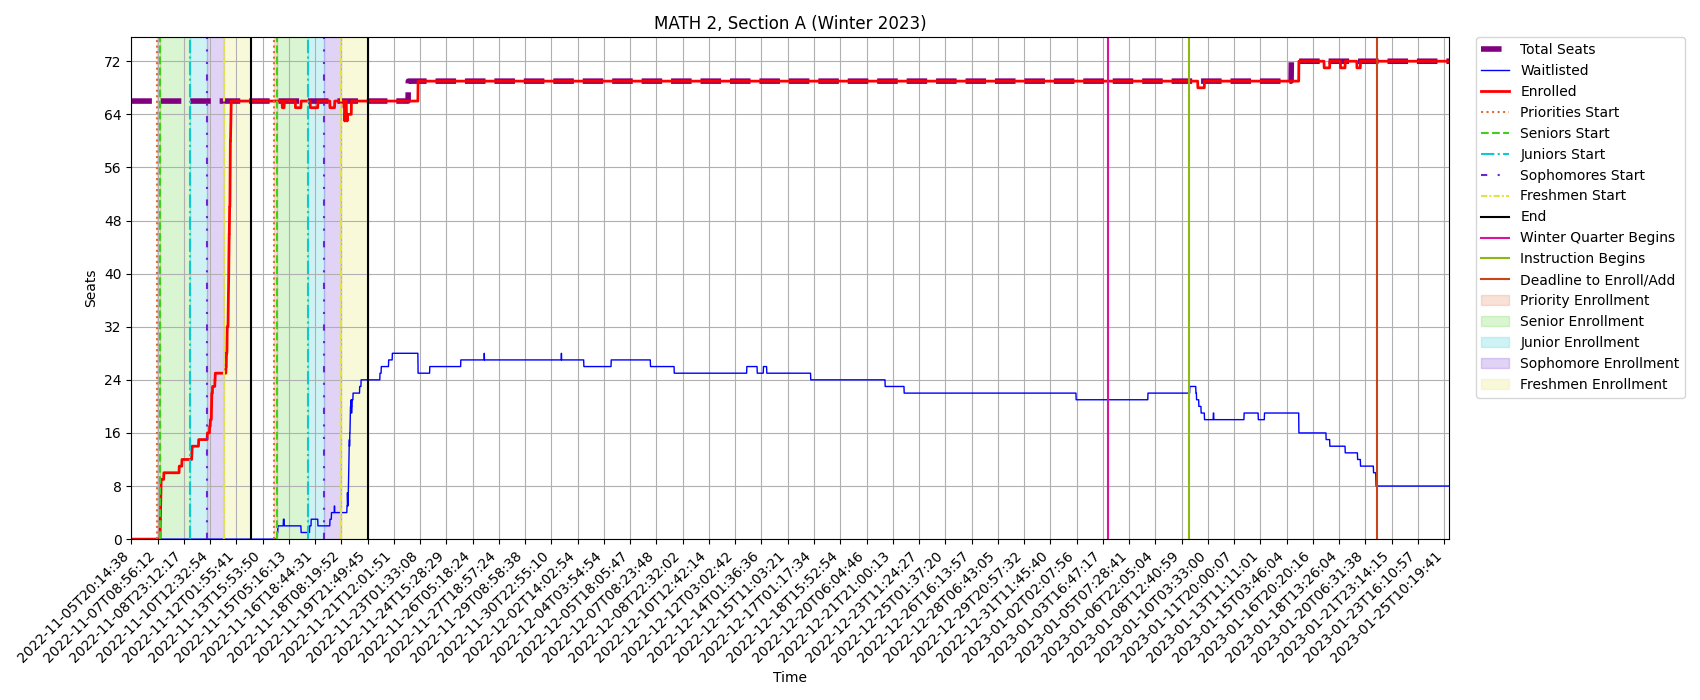 MATH 2, Section A (Winter 2023)
Seats
72
64
56
48
40
32
24
16
8
0
2022-11-05T20:14:38
2022-11-07T08:56:12
2022-11-08T23:12:17
2022-11-10T12:32:54
2022-11-12T01:55:41
2022-11-13T15:53:50
2022-11-15T05:16:13
2022-11-16T18:44:31
2022-11-18T08:19:52
2022-11-19T21:49:45
2022-11-21T12:01:51
2022-11-23T01:33:08
2022-11-24T15:28:29
2022-11-26T05:18:24
2022-11-27T18:57:24
2022-11-29T08:58:38
2022-11-30T22:55:10
2022-12-02T14:02:54
2022-12-04T03:54:54
2022-12-05T18:05:47
2022-12-07T08:23:48
2022-12-08T22:32:02
2022-12-10T12:42:14
2022-12-12T03:02:42
2022-12-14T01:36:36
2022-12-15T11:03:21
2022-12-17T01:17:34
2022-12-18T15:52:54
2022-12-20T06:04:46
2022-12-21T21:00:13
2022-12-23T11:24:27
2022-12-25T01:37:20
2022-12-26T16:13:57
2022-12-28T06:43:05
2022-12-29T20:57:32
2022-12-31T11:45:40
2023-01-02T02:07:56
2023-01-03T16:47:17
2023-01-05T07:28:41
2023-01-06T22:05:04
2023-01-08T12:40:59
2023-01-10T03:33:00
2023-01-11T20:00:07
2023-01-13T11:11:01
2023-01-15T03:46:04
2023-01-16T20:20:16
2023-01-18T13:26:04
2023-01-20T06:31:38
2023-01-21T23:14:15
2023-01-23T16:10:57
2023-01-25T10:19:41
Time
Total Seats
Waitlisted
Enrolled
Priorities Start
Seniors Start
Juniors Start
Sophomores Start
Freshmen Start
End
Winter Quarter Begins
Instruction Begins
Deadline to Enroll/Add
Priority Enrollment
Senior Enrollment
Junior Enrollment
Sophomore Enrollment
Freshmen Enrollment